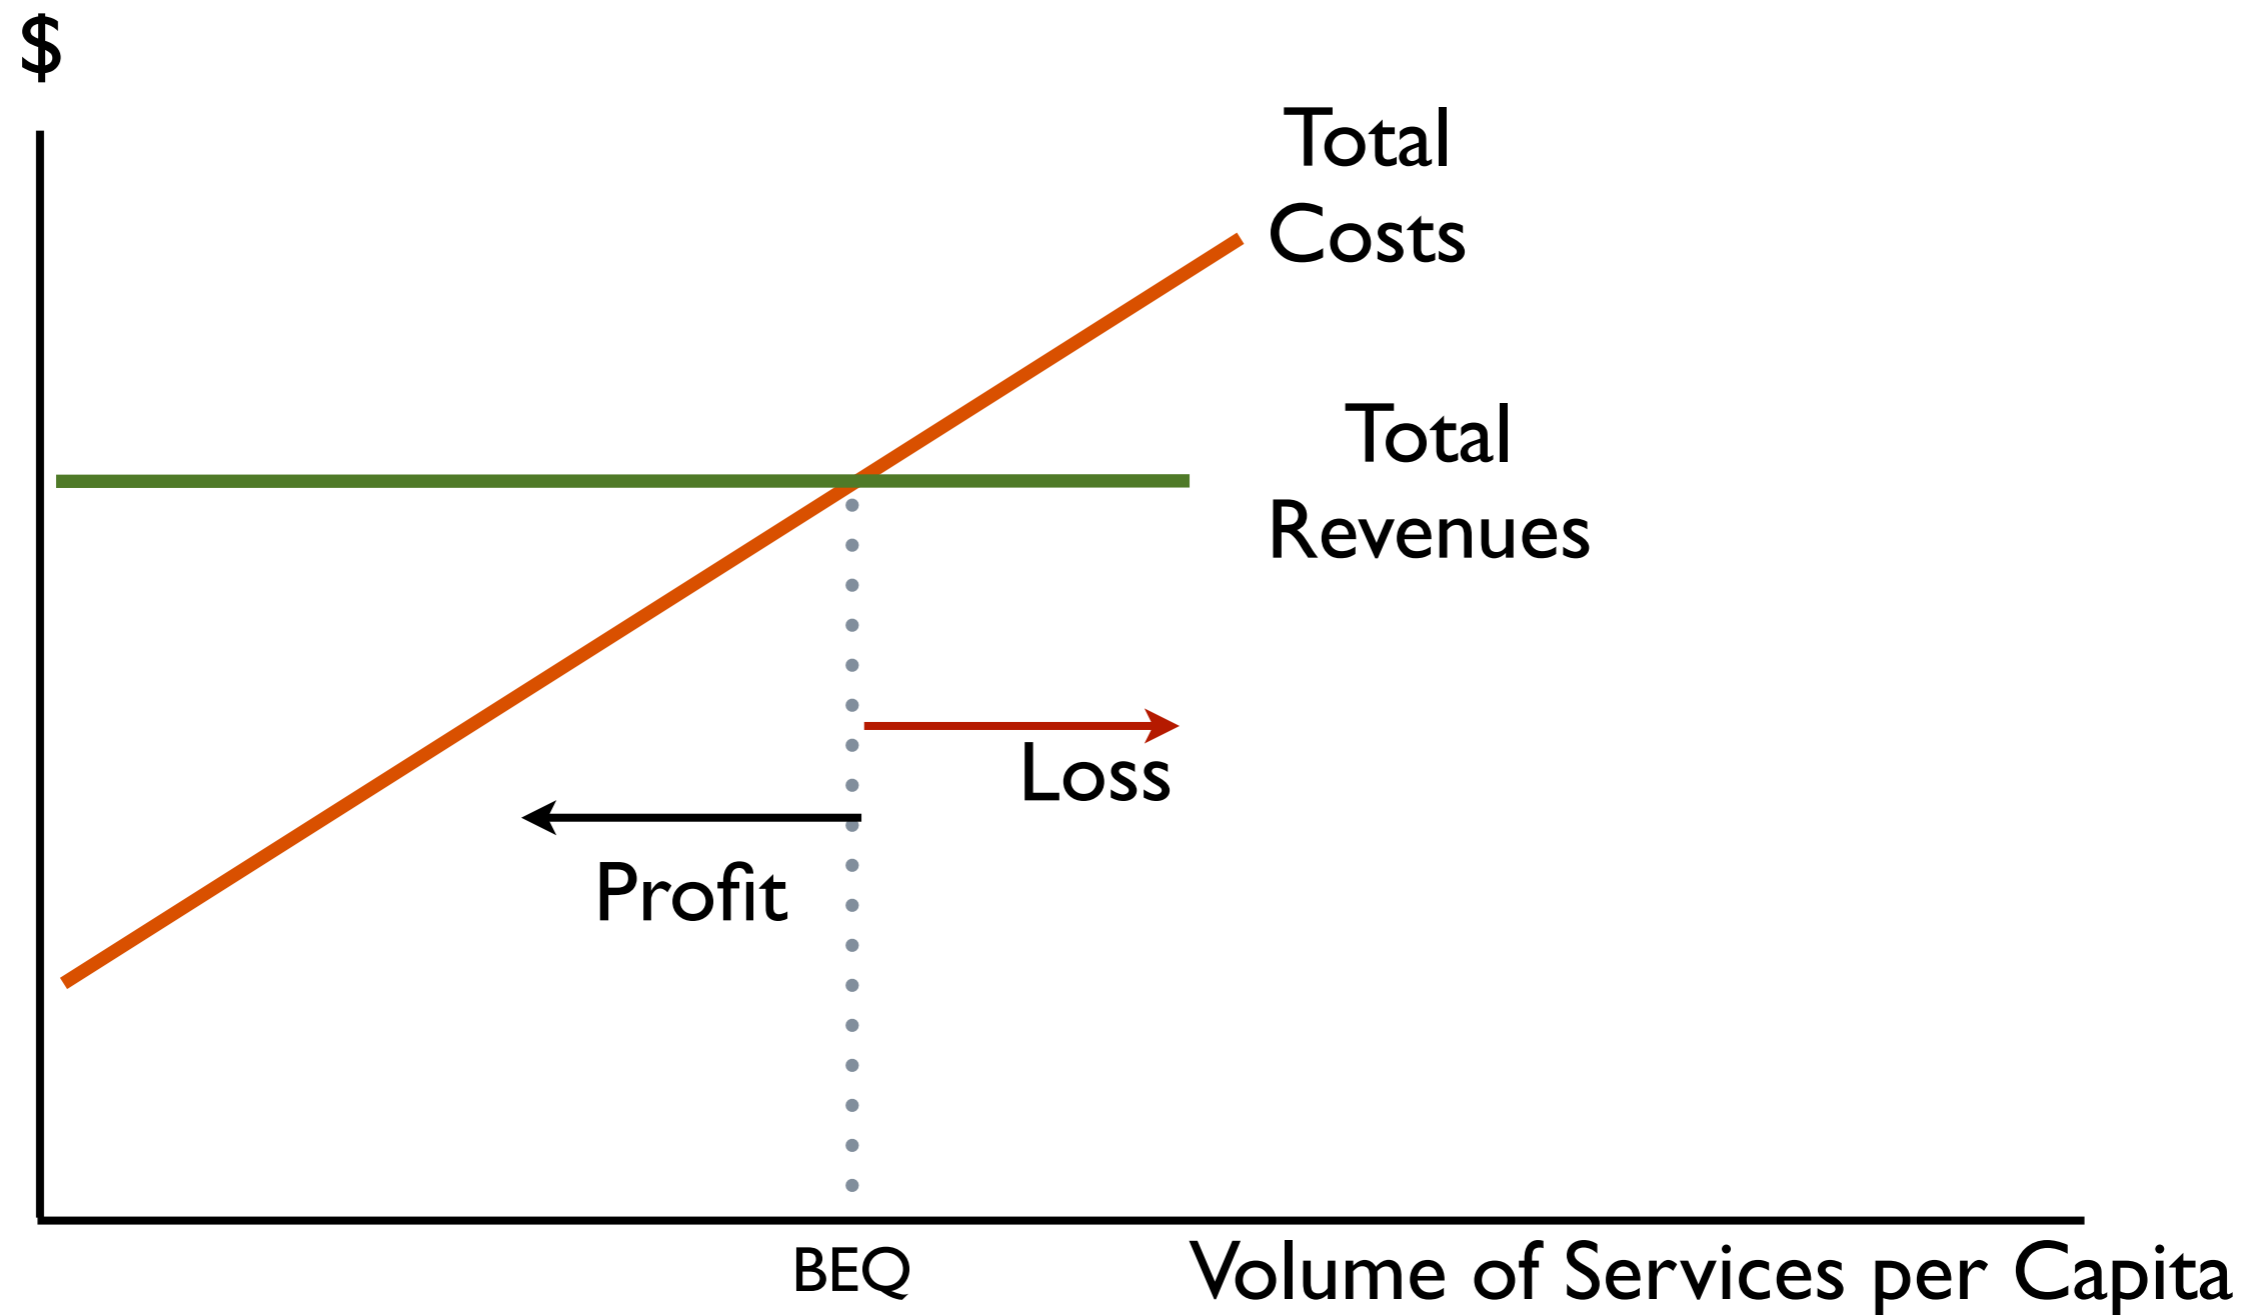 $
Total
Costs
Total
Revenues
Loss
Profit
BEQ
Volume of Services per Capita